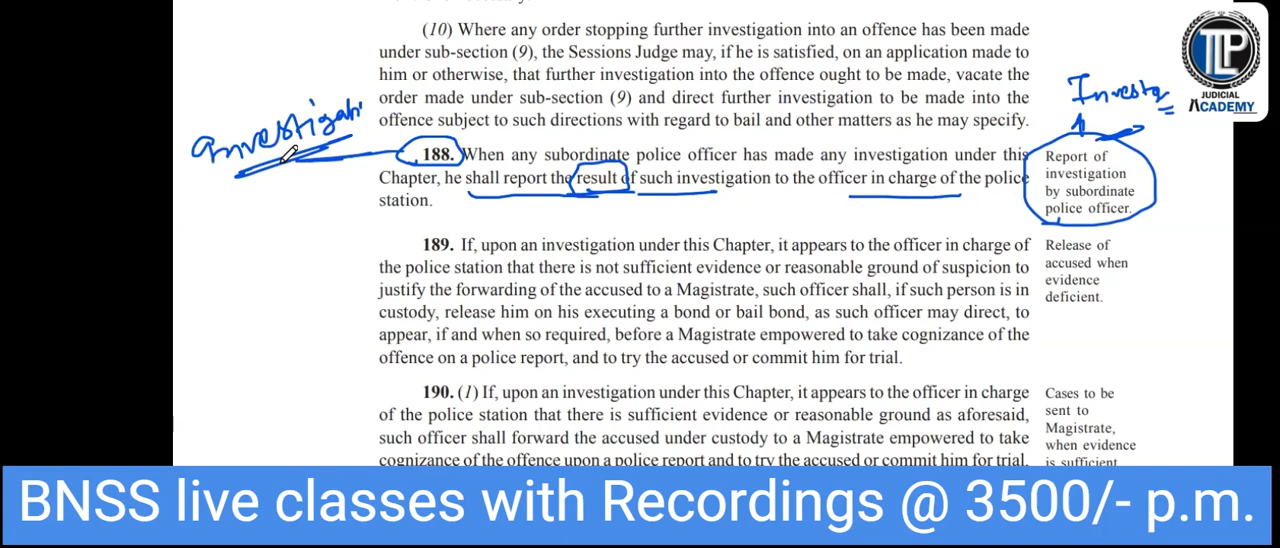 (10) Where any order stopping further investigation into an offence has been made
under sub-section (9), the Sessions Judge may, if he is satisfied, on an application made to
him or otherwise, that further investigation into the offence ought to be made, vacate the
order made under sub-section (9) and direct further investigation to be made into the
offence subject to such directions with regard to bail and other matters as he may specify.
TLP
JUDICIAL
ACADEMY
188. When any subordinate police officer has made any investigation under this
Chapter, he shall report the result of such investigation to the officer in charge of the police
station.
Report of
investigation
by subordinate
police officer.
189. If, upon an investigation under this Chapter, it appears to the officer in charge of
the police station that there is not sufficient evidence or reasonable ground of suspicion to
justify the forwarding of the accused to a Magistrate, such officer shall, if such person is in
custody, release him on his executing a bond or bail bond, as such officer may direct, to
appear, if and when so required, before a Magistrate empowered to take cognizance of the
offence on a police report, and to try the accused or commit him for trial.
Release of
accused when
evidence
deficient.
190. (1) If, upon an investigation under this Chapter, it appears to the officer in charge
of the police station that there is sufficient evidence or reasonable ground as aforesaid,
such officer shall forward the accused under custody to a Magistrate empowered to take
cognizance of the offence upon a police report and to try the accused or commit him for trial,
Cases to be
sent to
Magistrate,
when evidence
is sufficient
BNSS live classes with Recordings @ 3500/- p.m.